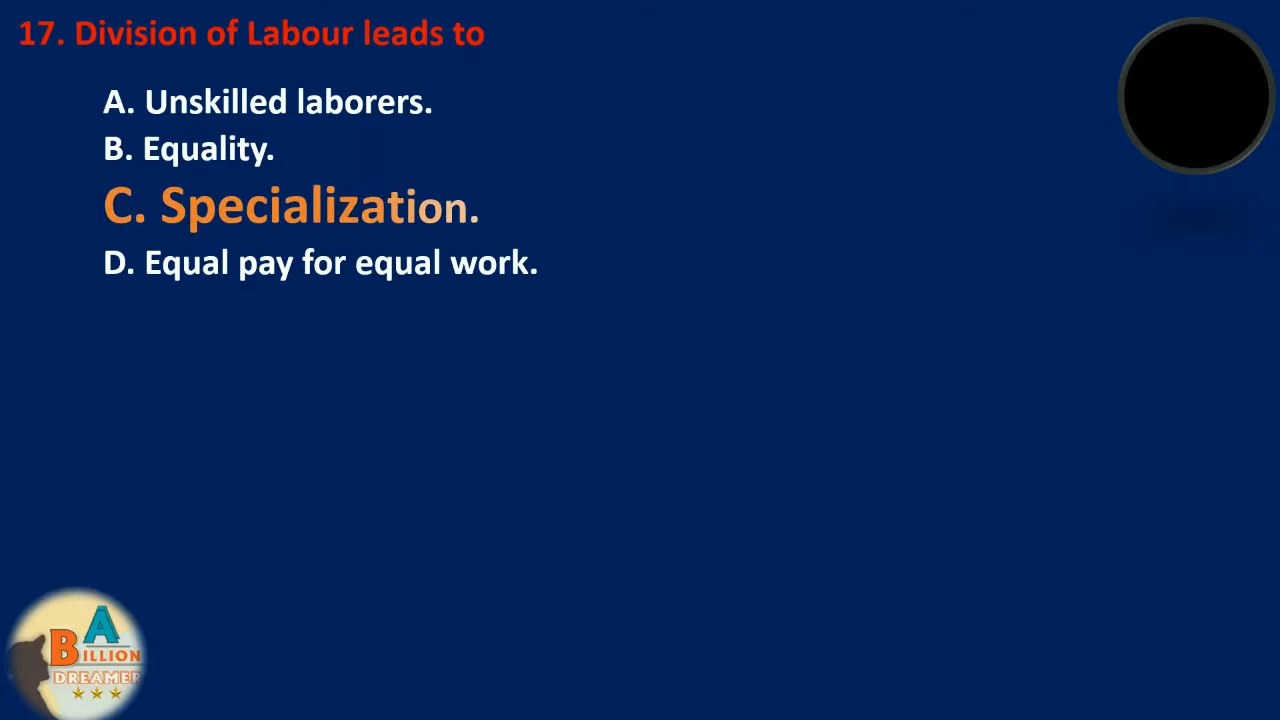 17. Division of Labour leads to
A. Unskilled laborers.
B. Equality.
C. Specialization.
D. Equal pay for equal work.
A
BILLION
DREAMER